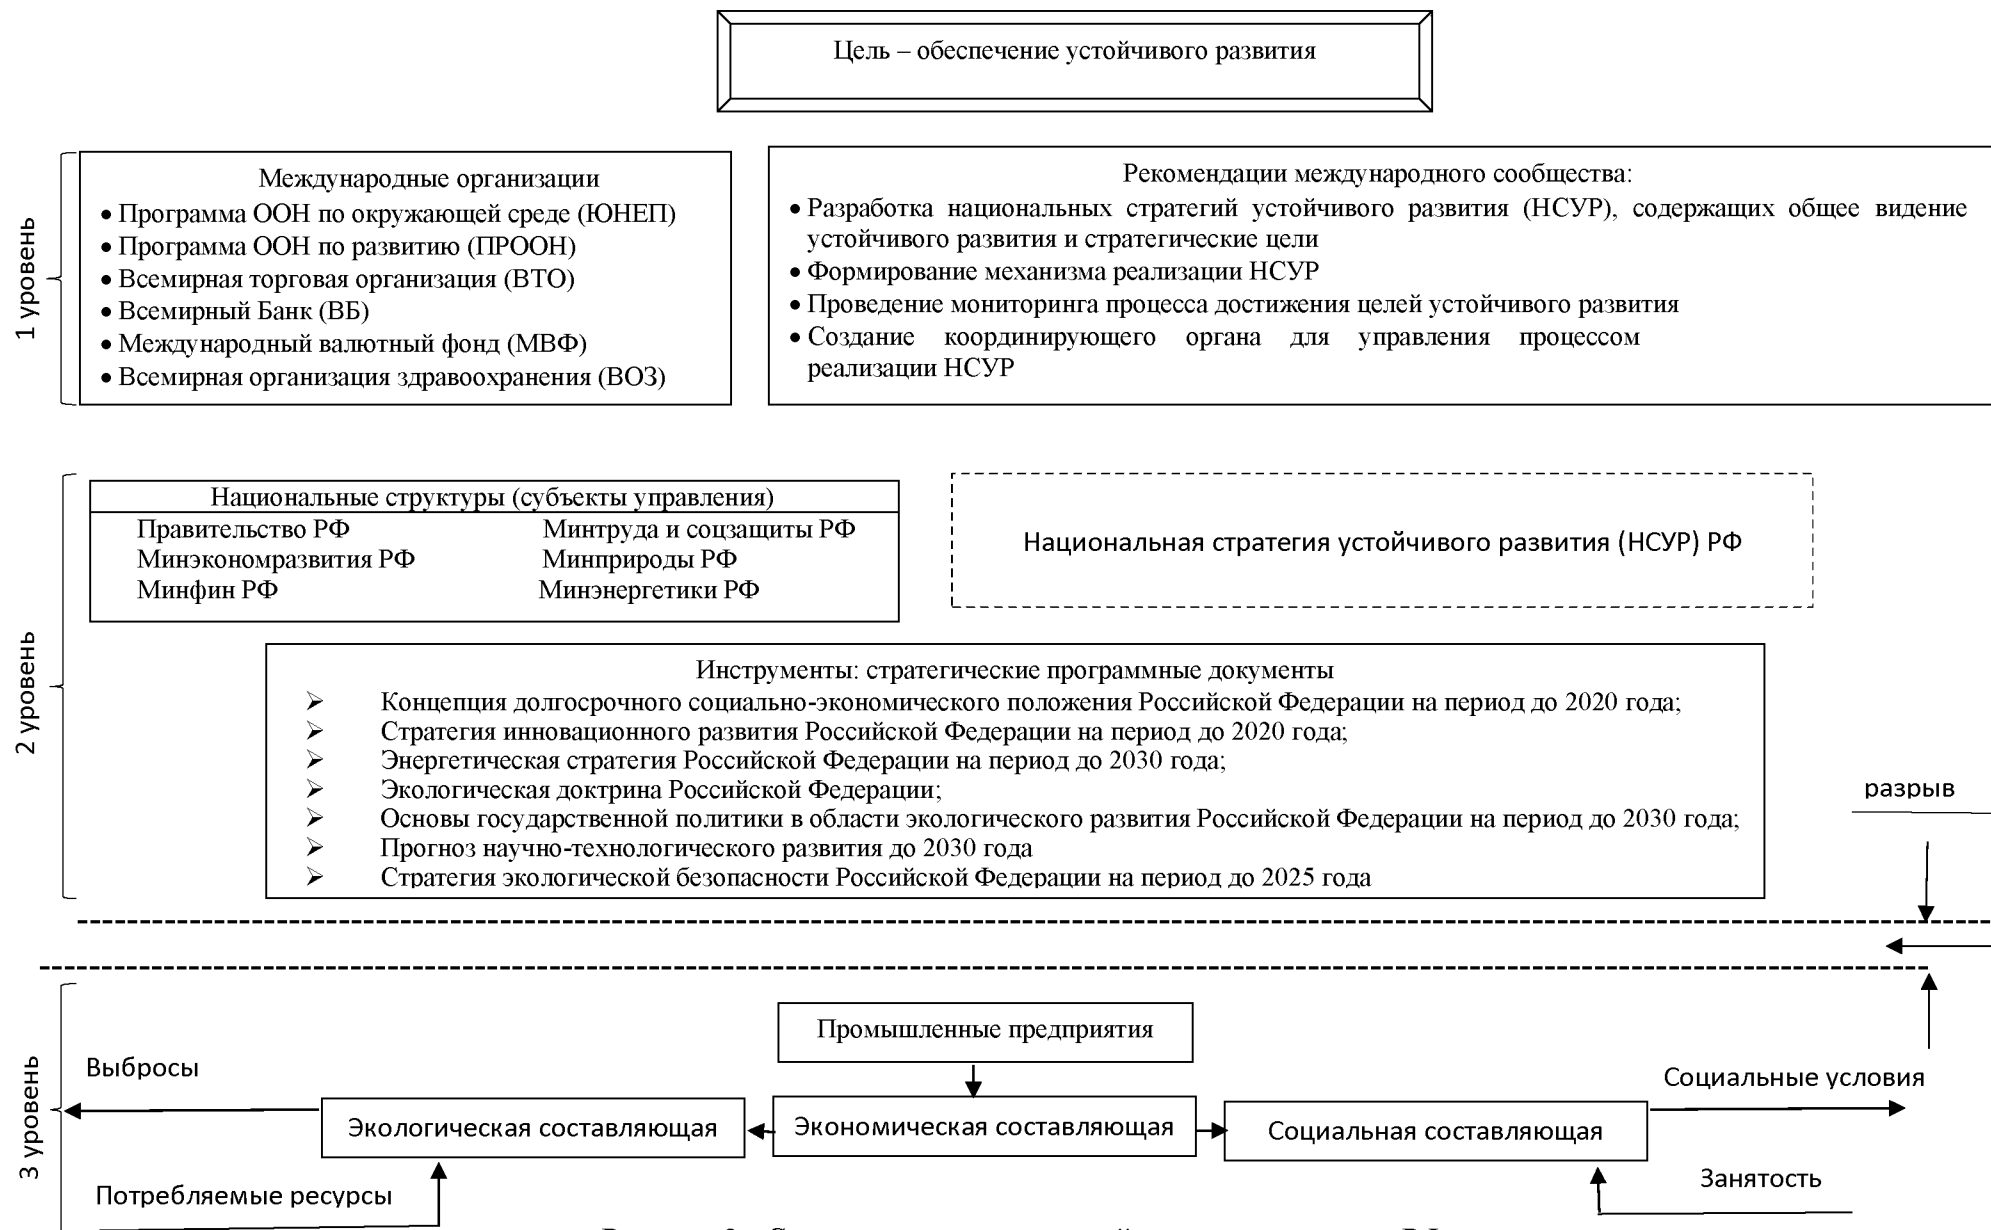 Цель – обеспечение устойчивого развития
1 уровень
Международные организации
• Программа ООН по окружающей среде (ЮНЕП)
• Программа ООН по развитию (ПРООН)
• Всемирная торговая организация (ВТО)
• Всемирный Банк (ВБ)
• Международный валютный фонд (МВФ)
• Всемирная организация здравоохранения (ВОЗ)
Рекомендации международного сообщества:
• Разработка национальных стратегий устойчивого развития (НСУР), содержащих общее видение
устойчивого развития и стратегические цели
• Формирование механизма реализации НСУР
• Проведение мониторинга процесса достижения целей устойчивого развития
• Создание координирующего органа для управления процессом
реализации НСУР
2 уровень
Национальные структуры (субъекты управления)
Правительство РФ Минтруда и соцзащиты РФ
Минэкономразвития РФ Минприроды РФ
Минфин РФ Минэнергетики РФ
Национальная стратегия устойчивого развития (НСУР) РФ
Инструменты: стратегические программные документы
➢ Концепция долгосрочного социально-экономического положения Российской Федерации на период до 2020 года;
➢ Стратегия инновационного развития Российской Федерации на период до 2020 года;
➢ Энергетическая стратегия Российской Федерации на период до 2030 года;
➢ Экологическая доктрина Российской Федерации;
➢ Основы государственной политики в области экологического развития Российской Федерации на период до 2030 года;
➢ Прогноз научно-технологического развития до 2030 года
➢ Стратегия экологической безопасности Российской Федерации на период до 2025 года
разрыв
3 уровень
Промышленные предприятия
Выбросы
Социальные условия
Экологическая составляющая
Экономическая составляющая
Социальная составляющая
Потребляемые ресурсы
Занятость